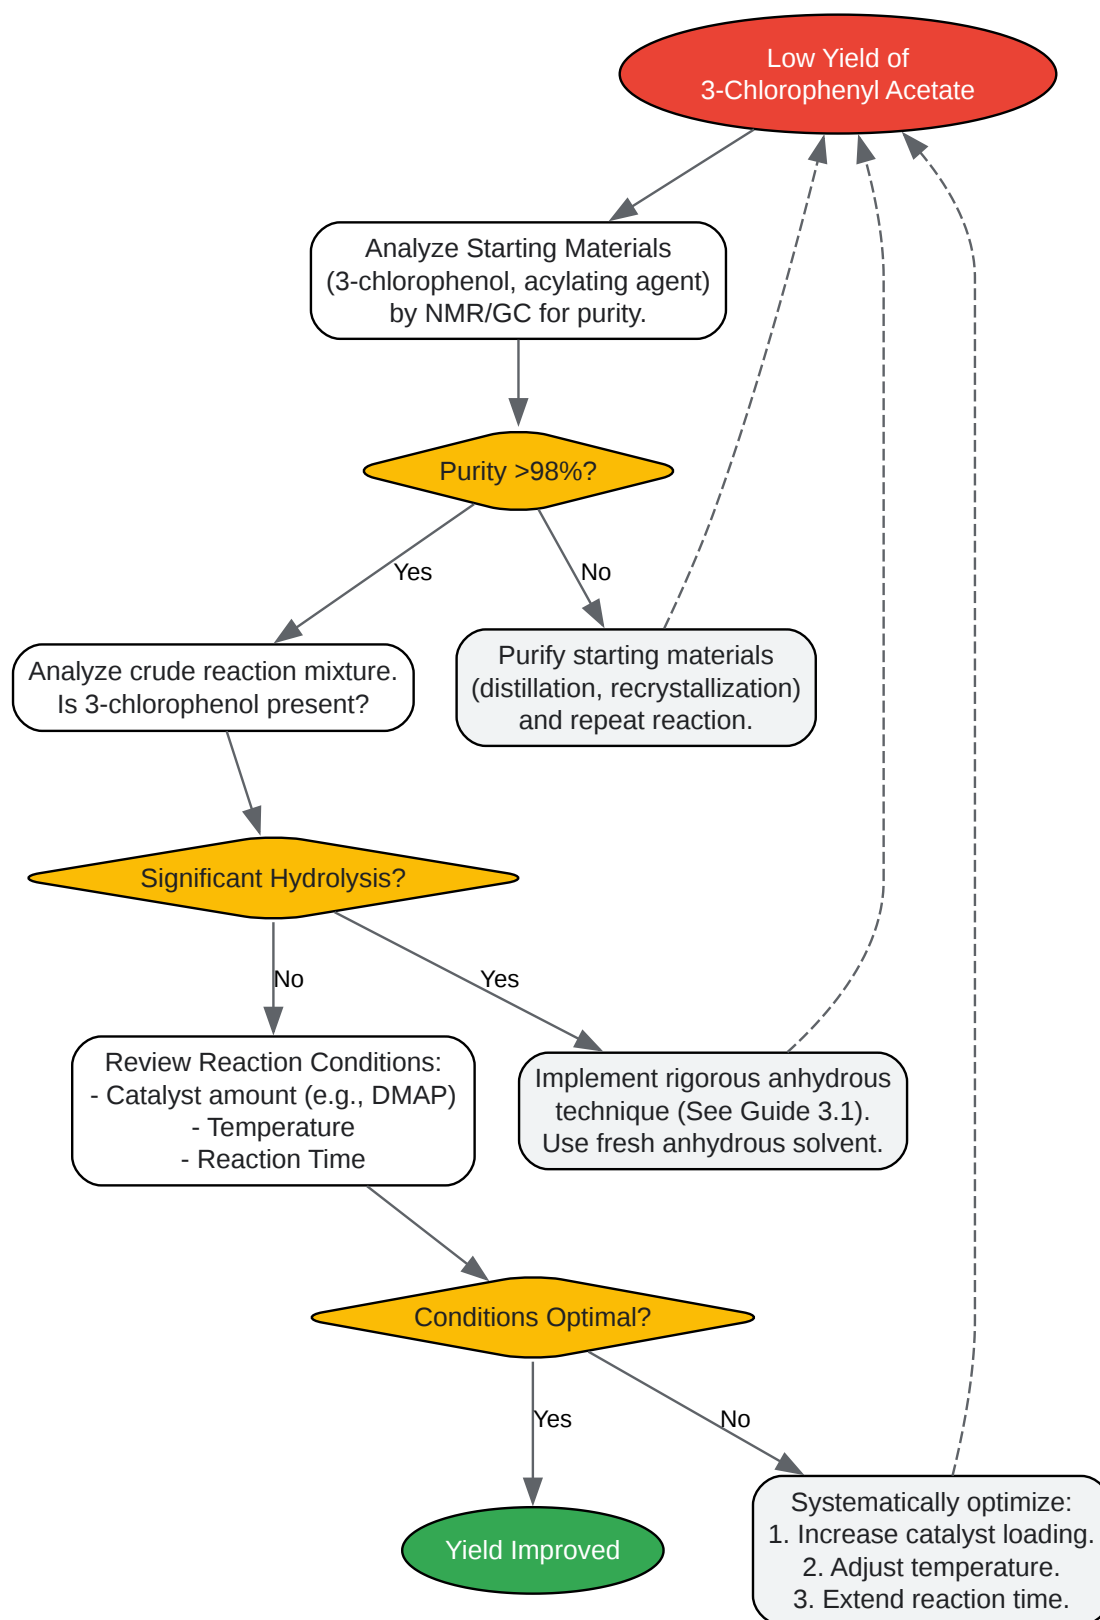 Low Yield of
3-Chlorophenyl Acetate
Analyze Starting Materials
(3-chlorophenol, acylating agent)
by NMR/GC for purity.
Purity >98%?
Yes
No
Analyze crude reaction mixture.
Is 3-chlorophenol present?
Purify starting materials
(distillation, recrystallization)
and repeat reaction.
Significant Hydrolysis?
No
Yes
Review Reaction Conditions:
- Catalyst amount (e.g., DMAP)
- Temperature
- Reaction Time
Implement rigorous anhydrous
technique (See Guide 3.1).
Use fresh anhydrous solvent.
Conditions Optimal?
Yes
No
Yield Improved
Systematically optimize:
1. Increase catalyst loading.
2. Adjust temperature.
3. Extend reaction time.